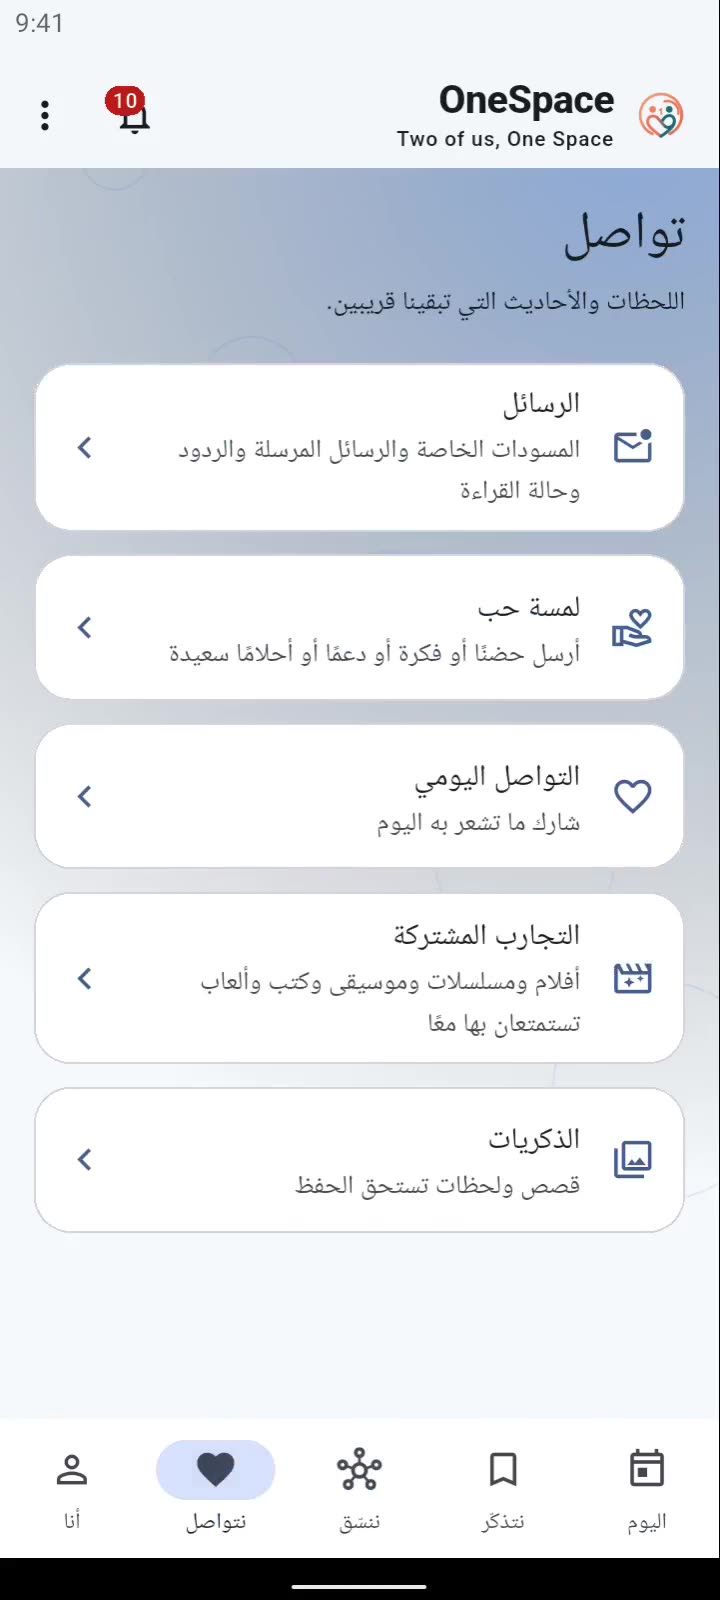 9:41
OneSpace
Two of us, One Space
10
تواصل
اللحظات والأحاديث التي تبقينا قريبين.
الرسائل
المسودات الخاصة والرسائل المرسلة والردود
وحالة القراءة
لمسة حب
أرسل حضنًا أو فكرة أو دعمًا أو أحلامًا سعيدة
التواصل اليومي
شارك ما تشعر به اليوم
التجارب المشتركة
أفلام ومسلسلات وموسيقى وكتب وألعاب
تستمتعان بها معًا
الذكريات
قصص ولحظات تستحق الحفظ
اليوم
نتذكّر
ننسّق
نتواصل
أنا